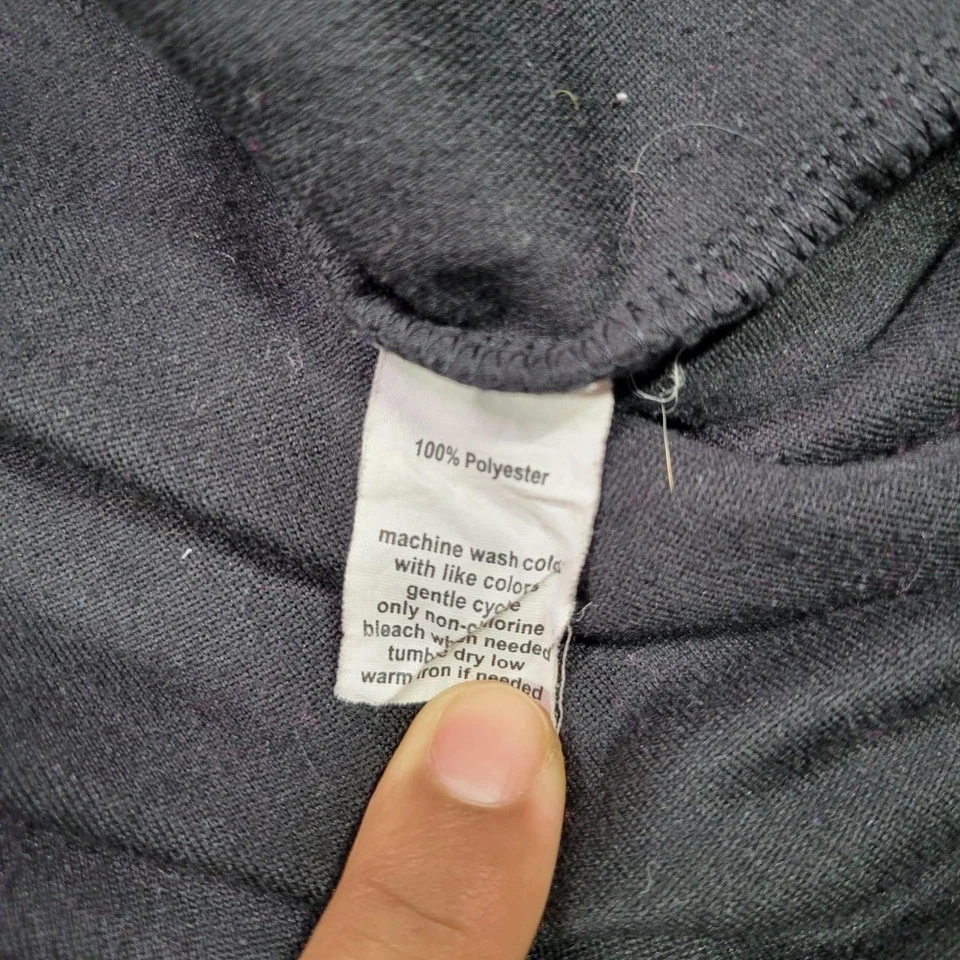 100% Polyester
machine wash cold
with like colors
gentle cycle
only non-chlorine
bleach when needed
tumble dry low
warm iron if needed